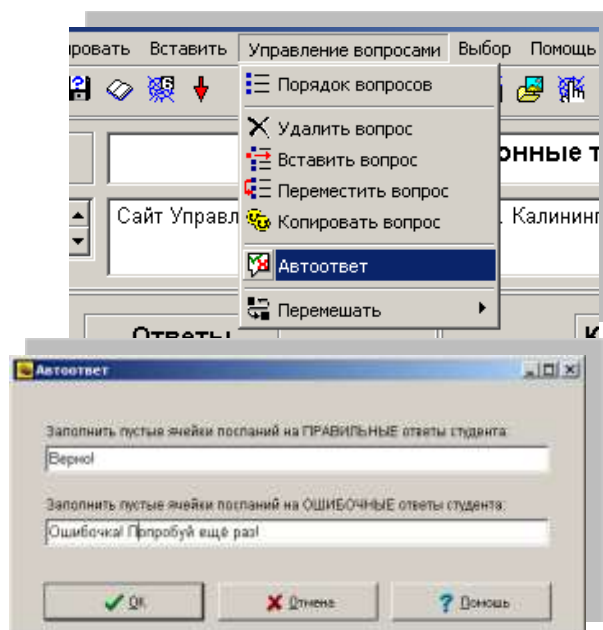 ировать Вставить Управление вопросами Выбор Помощь
Порядок вопросов
Удалить вопрос
онные т
Вставить вопрос
Переместить вопрос
Сайт Управл . Калининг
Копировать вопрос
Автоответ
Перемешать
Ответы К
Автоответ
Заполнить пустые ячейки посланий на ПРАВИЛЬНЫЕ ответы студента:
Верно!
Заполнить пустые ячейки посланий на ОШИБОЧНЫЕ ответы студента:
Ошибочка! Попробуй ещё раз!
OK Отмена Помощь